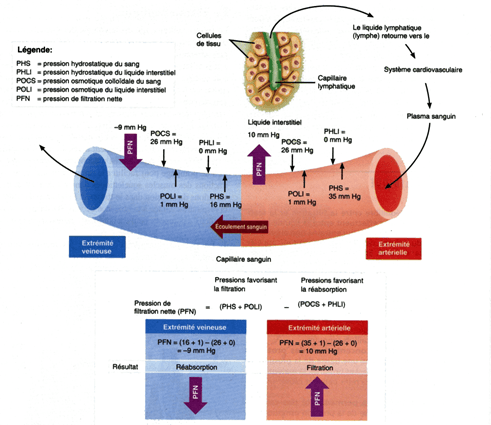 Légende:
PHS = pression hydrostatique du sang
PHLI = pression hydrostatique du liquide interstitiel
POCS = pression osmotique colloïdale du sang
POLI = pression osmotique du liquide interstitiel
PFN = pression de filtration nette
Cellules
de tissu
Capillaire
lymphatique
Le liquide lymphatique
(lymphe) retourne vers le
Système cardiovasculaire
Plasma sanguin
Liquide interstitiel
–9 mm Hg
PFN
POCS =
26 mm Hg
PHLI =
0 mm Hg
10 mm Hg
PFN
POCS =
26 mm Hg
PHLI =
0 mm Hg
POLI =
1 mm Hg
PHS =
16 mm Hg
POLI =
1 mm Hg
PHS =
35 mm Hg
Écoulement sanguin
Extrémité
veineuse
Extrémité
artérielle
Capillaire sanguin
Pressions favorisant
la filtration
Pressions favorisant
la réabsorption
Pression de
filtration nette (PFN) = (PHS + POLI) – (POCS + PHLI)
Extrémité veineuse
Extrémité artérielle
PFN = (16 + 1) – (26 + 0)
= –9 mm Hg
PFN = (35 + 1) – (26 + 0)
= 10 mm Hg
Résultat
Réabsorption
Filtration
PFN
PFN